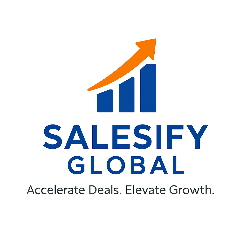 SALESIFY
GLOBAL
Accelerate Deals. Elevate Growth.